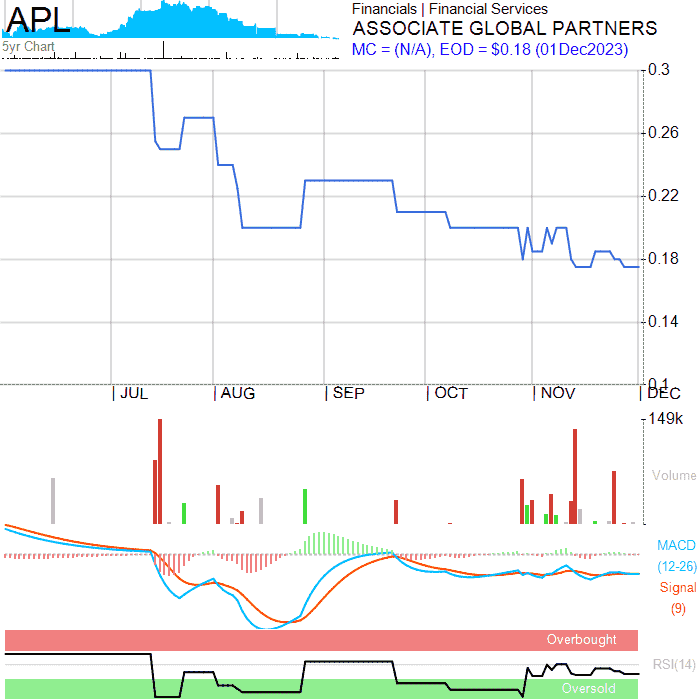 APL
Financials | Financial Services
ASSOCIATE GLOBAL PARTNERS
5yr Chart
MC = (N/A), EOD = $0.18 (01Dec2023)
0.3
0.26
0.22
0.18
0.14
0.1
JUL AUG SEP OCT NOV DEC
149k
Volume
MACD
(12-26)
Signal
(9)
Overbought
RSI(14)
Oversold